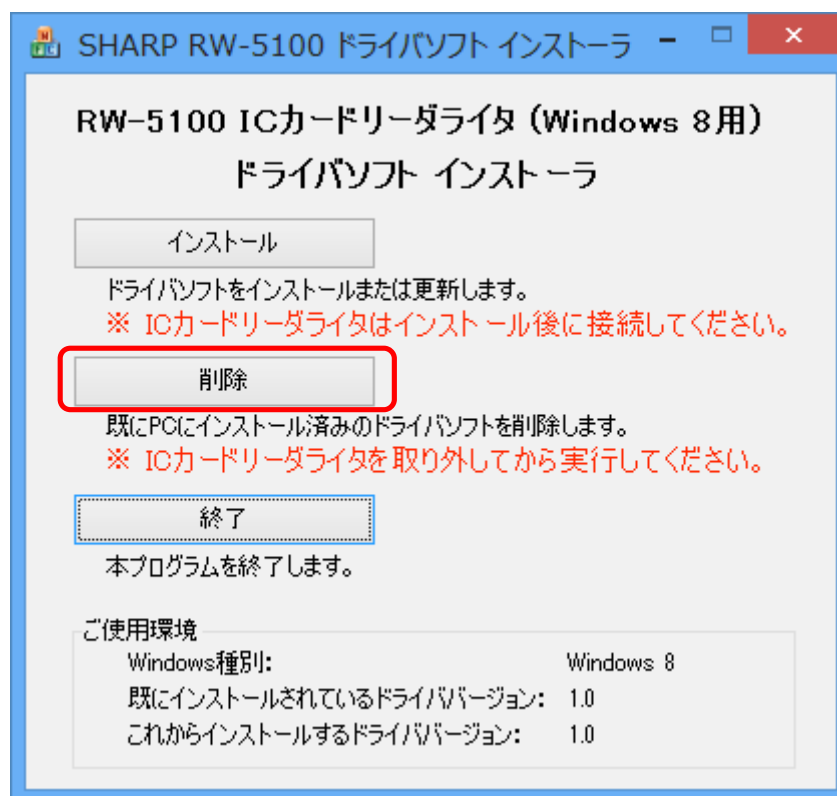 SHARP RW-5100 ドライバソフト インストーラ
RW-5100 ICカードリーダライタ (Windows 8用)
ドライバソフト インストーラ
インストール
ドライバソフトをインストールまたは更新します。
※ ICカードリーダライタはインストール後に接続してください。
削除
既にPCにインストール済みのドライバソフトを削除します。
※ ICカードリーダライタを取り外してから実行してください。
終了
本プログラムを終了します。
ご使用環境
Windows種別: Windows 8
既にインストールされているドライババージョン: 1.0
これからインストールするドライババージョン: 1.0